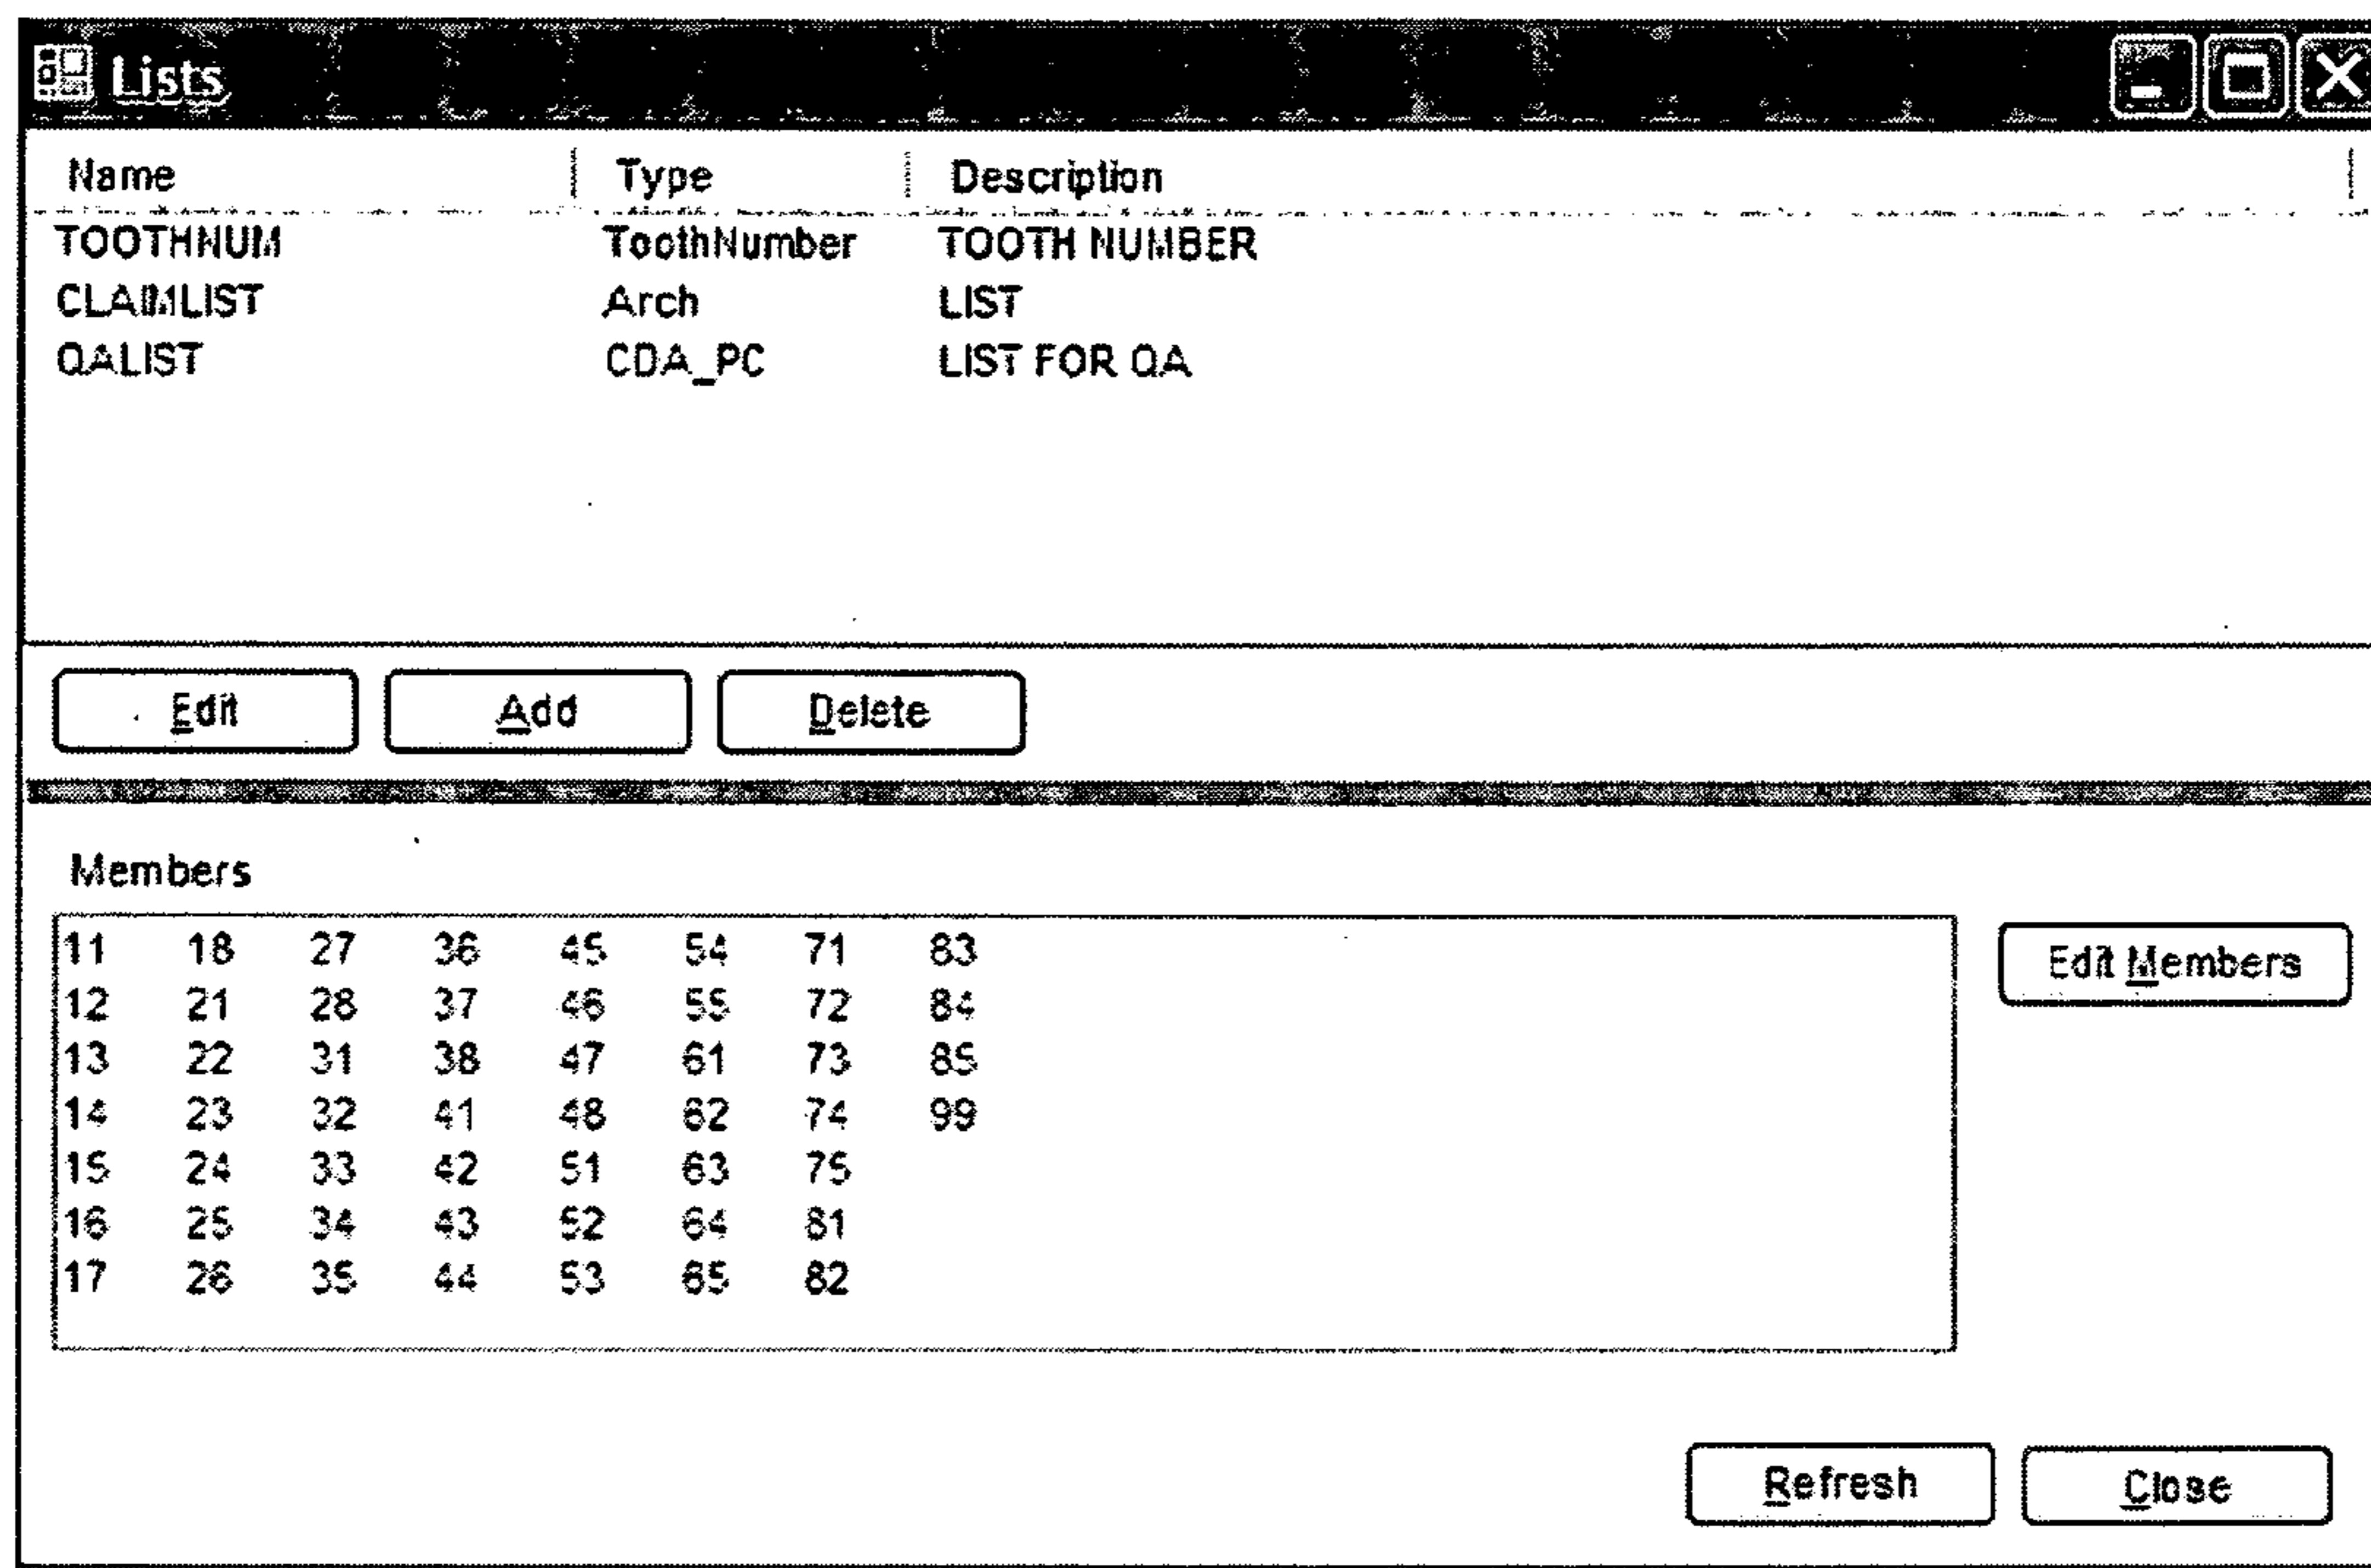 Lists
Name Type Description
TOOTHNUM ToothNumber TOOTH NUMBER
CLAIMLIST Arch LIST
QALIST CDA_PC LIST FOR QA
Edit Add Delete
Members
11 18 27 36 45 54 71 83
12 21 28 37 46 55 72 84
13 22 31 38 47 61 73 85
14 23 32 41 48 62 74 99
15 24 33 42 51 63 75
16 25 34 43 52 64 81
17 26 35 44 53 65 82
Edit Members
Refresh Close